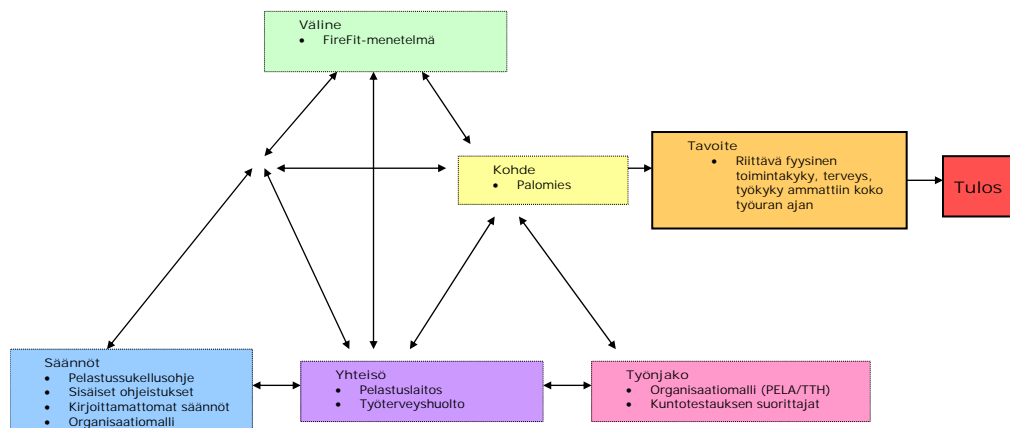 Väline
• FireFit-menetelmä
Kohde
• Palomies
Tavoite
• Riittävä fyysinen
toimintakyky, terveys,
työkyky ammattiin koko
työuran ajan
Tulos
Säännöt
• Pelastussukellusohje
• Sisäiset ohjeistukset
• Kirjoittamattomat säännöt
• Organisaatiomalli
Yhteisö
• Pelastuslaitos
• Työterveyshuolto
Työnjako
• Organisaatiomalli (PELA/TTH)
• Kuntotestauksen suorittajat